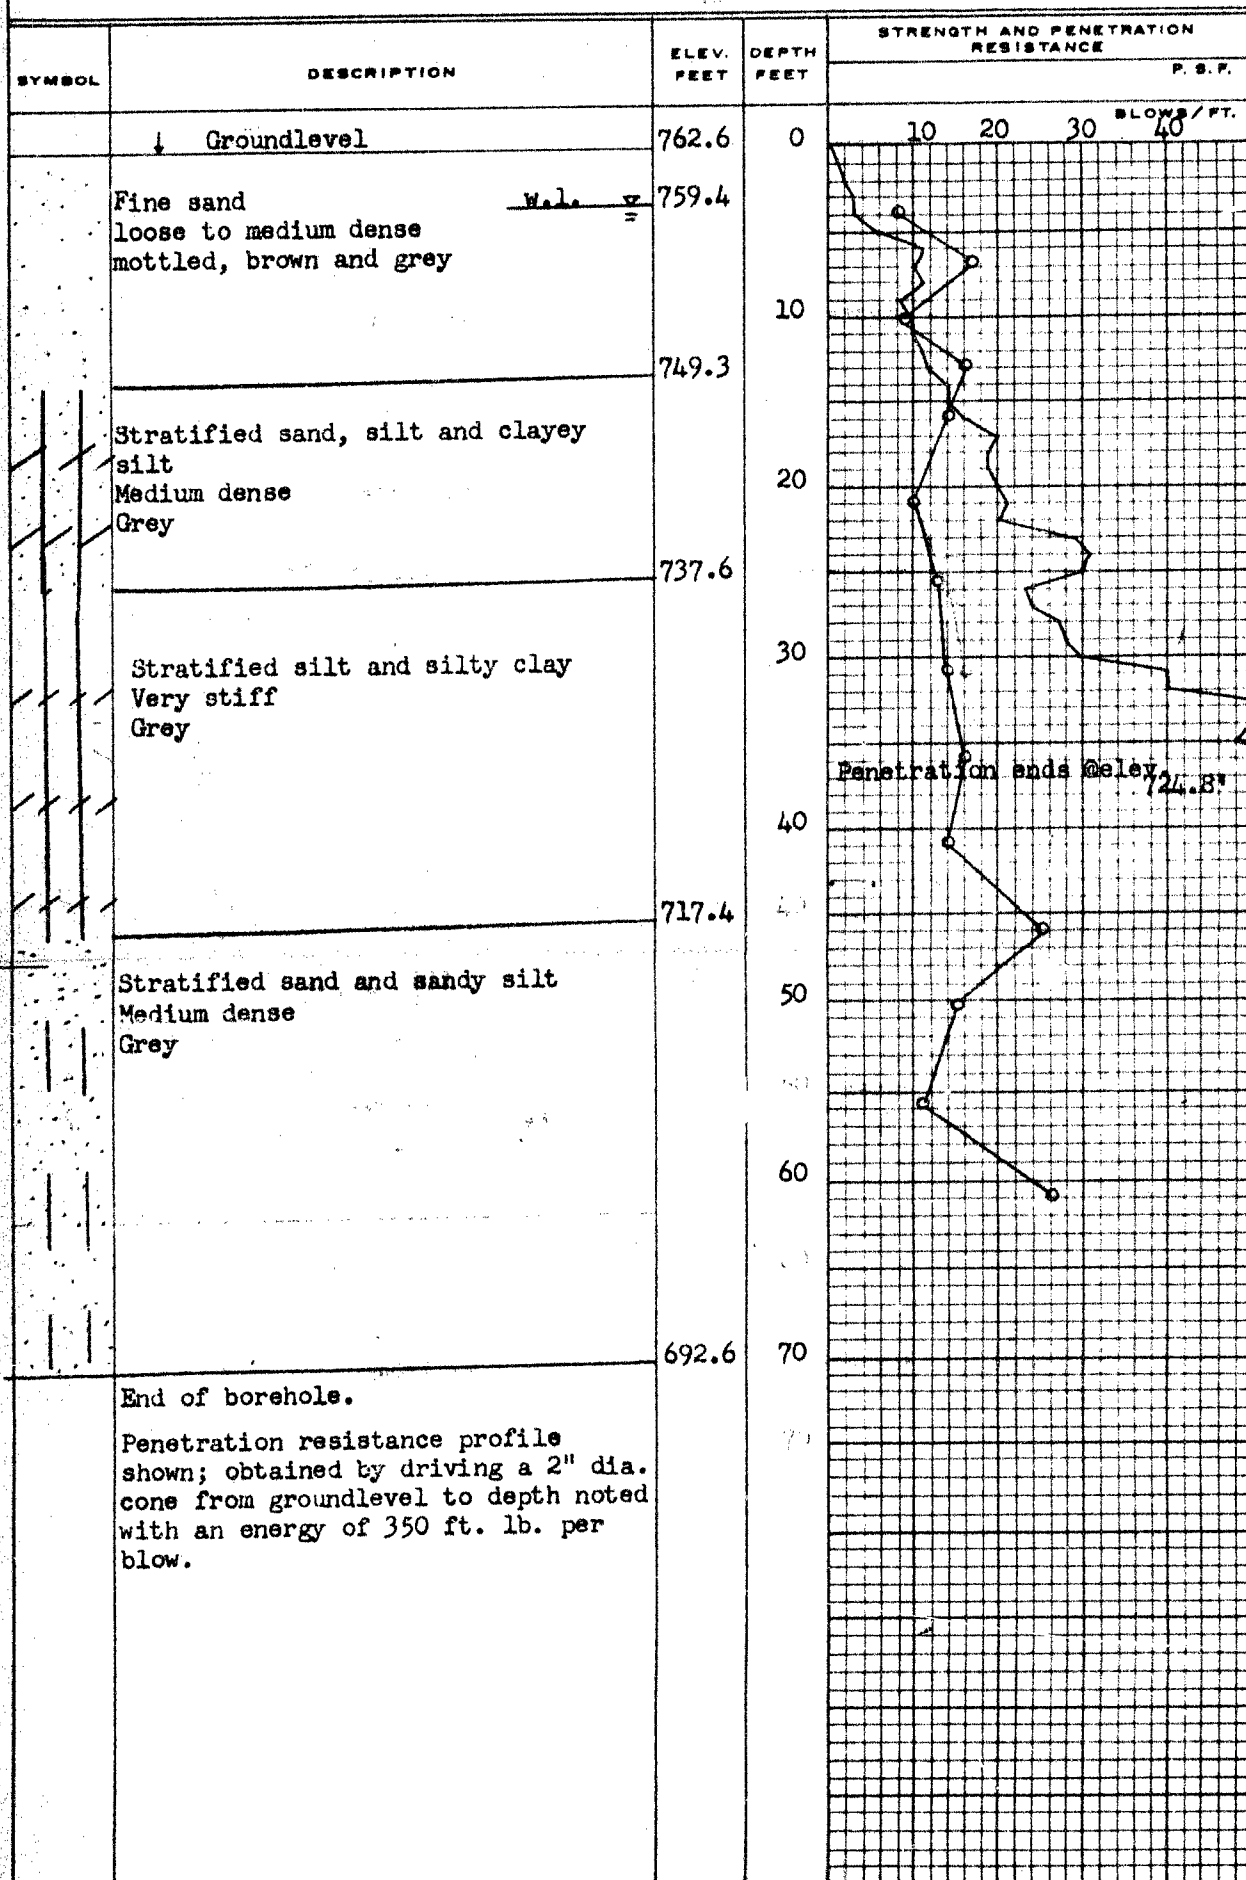 SYMBOL
DESCRIPTION
ELEV.
FEET
DEPTH
FEET
STRENGTH AND PENETRATION
RESISTANCE
P. S. F.
BLOWS/FT.
10 20 30 40
Groundlevel 762.6 0
Fine sand w.l. 759.4
loose to medium dense
mottled, brown and grey
10
749.3
Stratified sand, silt and clayey
silt
Medium dense
Grey
20
737.6
Stratified silt and silty clay
Very stiff
Grey
30
Penetration ends @elev.
724.8'
40
717.4
Stratified sand and sandy silt
Medium dense
Grey
50
60
692.6 70
End of borehole.
Penetration resistance profile
shown; obtained by driving a 2" dia.
cone from groundlevel to depth noted
with an energy of 350 ft. lb. per
blow.